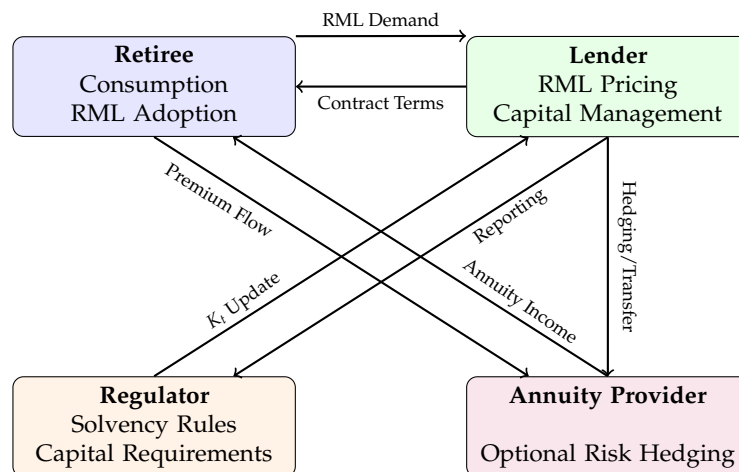 RML Demand
Retiree
Consumption
RML Adoption
Lender
RML Pricing
Capital Management
Contract Terms
Premium Flow
Reporting
Hedging/Transfer
K_t Update
Annuity Income
Regulator
Solvency Rules
Capital Requirements
Annuity Provider
Optional Risk Hedging